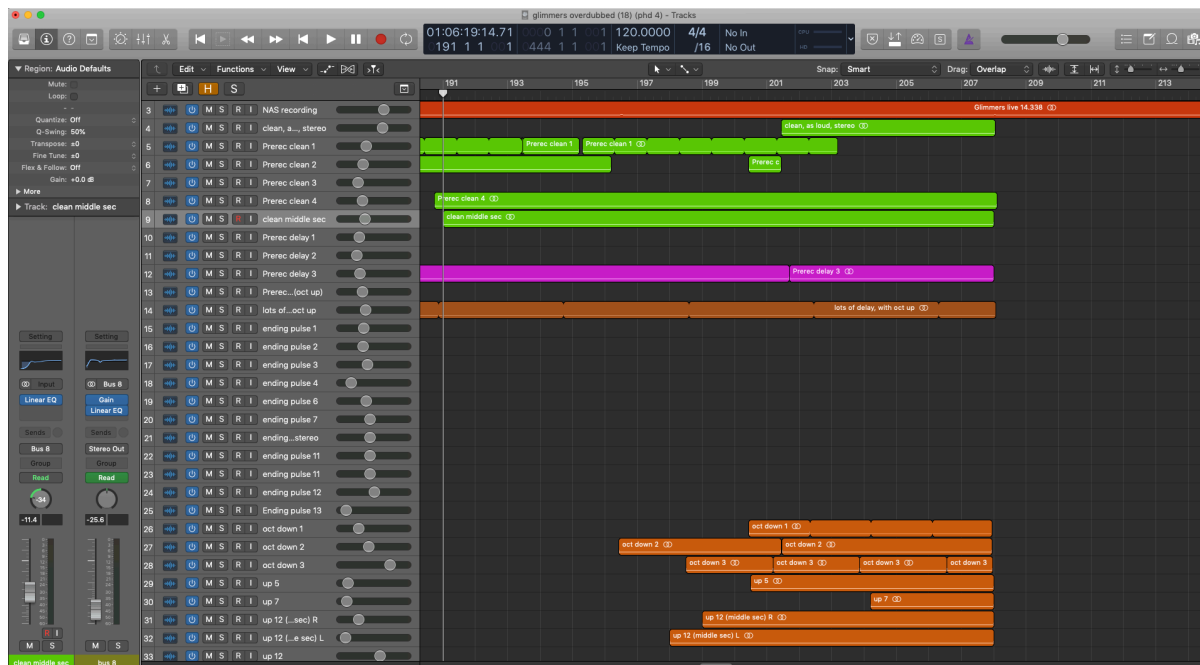 glimmers overdubbed (18) (phd 4) - Tracks
01:06:19:14.71 0 0 0 1 1 001 120.0000 4/4 No In CPU
191 1 1 001 444 1 1 001 Keep Tempo /16 No Out HD
Region: Audio Defaults
Edit Functions View Snap: Smart Drag: Overlap
Mute:
Loop:
Quantize: Off
Q-Swing: 50%
Transpose: ±0
Fine Tune: ±0
Flex & Follow: Off
Gain: +0.0 dB
More
Track: clean middle sec
H S
191 193 195 197 199 201 203 205 207 209 211 213
3 M S R I NAS recording
Glimmers live 14.338
4 M S R I clean, a..., stereo
clean, as loud, stereo
5 M S R I Prerec clean 1
Prerec clean 1 Prerec clean 1
6 M S R I Prerec clean 2
Prerec c
7 M S R I Prerec clean 3
8 M S R I Prerec clean 4
Prerec clean 4
9 M S R I clean middle sec
clean middle sec
10 M S R I Prerec delay 1
11 M S R I Prerec delay 2
12 M S R I Prerec delay 3
Prerec delay 3
13 M S R I Prerec...(oct up)
14 M S R I lots of...oct up
lots of delay, with oct up
15 M S R I ending pulse 1
16 M S R I ending pulse 2
17 M S R I ending pulse 3
18 M S R I ending pulse 4
19 M S R I ending pulse 6
20 M S R I ending pulse 7
21 M S R I ending...stereo
22 M S R I ending pulse 11
23 M S R I ending pulse 11
24 M S R I ending pulse 12
25 M S R I Ending pulse 13
26 M S R I oct down 1
oct down 1
27 M S R I oct down 2
oct down 2 oct down 2
28 M S R I oct down 3
oct down 3 oct down 3 oct down 3 oct down 3
29 M S R I up 5
up 5
30 M S R I up 7
up 7
31 M S R I up 12 (...sec) R
up 12 (middle sec) R
32 M S R I up 12 (...e sec) L
up 12 (middle sec) L
33 M S R I up 12
Setting Setting
Input Bus 8
Linear EQ Gain
Linear EQ
Sends Sends
Bus 8 Stereo Out
Group Group
Read Read
-34
-11.4 -25.6
R I
M S M S
clean middle sec bus 8